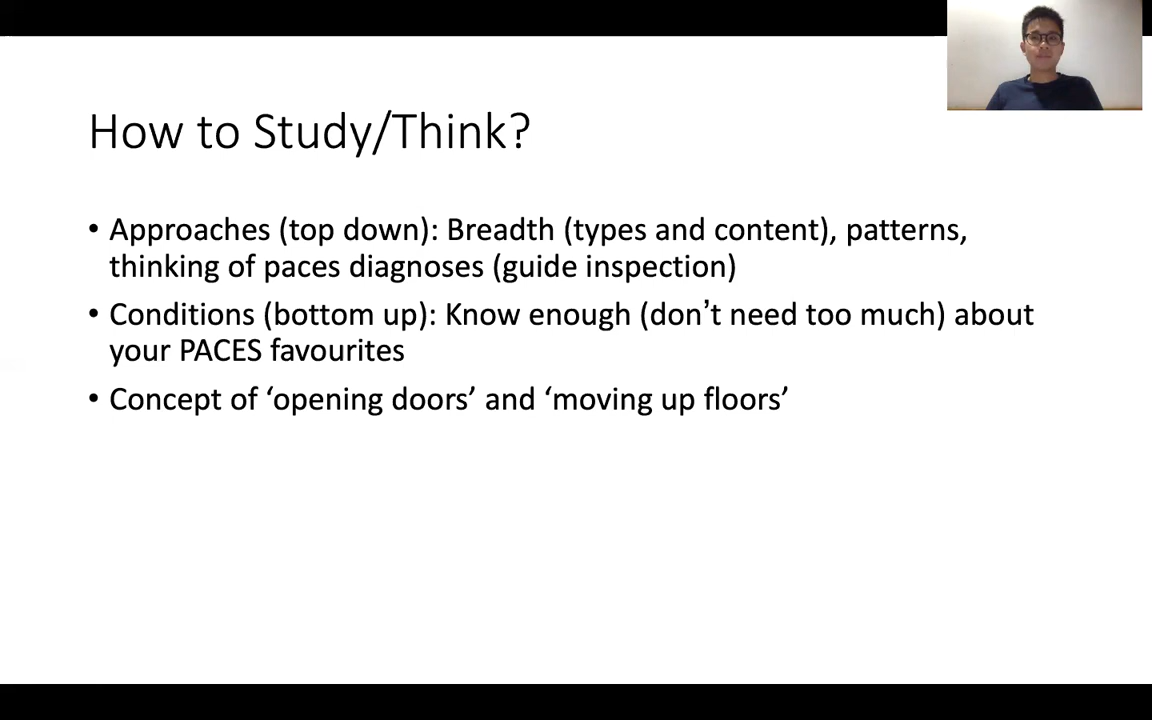 How to Study/Think?
• Approaches (top down): Breadth (types and content), patterns,
thinking of paces diagnoses (guide inspection)
• Conditions (bottom up): Know enough (don’t need too much) about
your PACES favourites
• Concept of ‘opening doors’ and ‘moving up floors’